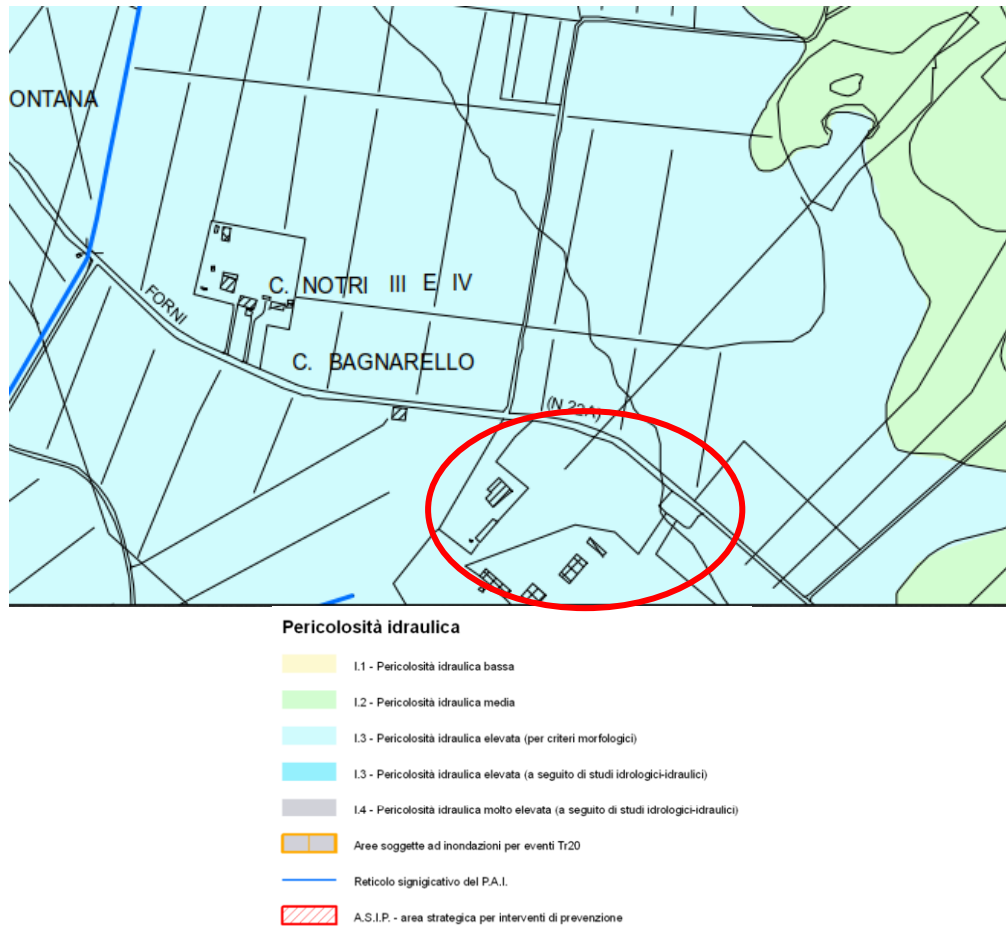 ONTANA
C. NOTRI III E IV
FORNI
C. BAGNARELLO
(N 22A)
Pericolosità idraulica
I.1 - Pericolosità idraulica bassa
I.2 - Pericolosità idraulica media
I.3 - Pericolosità idraulica elevata (per criteri morfologici)
I.3 - Pericolosità idraulica elevata (a seguito di studi idrologici-idraulici)
I.4 - Pericolosità idraulica molto elevata (a seguito di studi idrologici-idraulici)
Aree soggette ad inondazioni per eventi Tr20
Reticolo signigicativo del P.A.I.
A.S.I.P. - area strategica per interventi di prevenzione